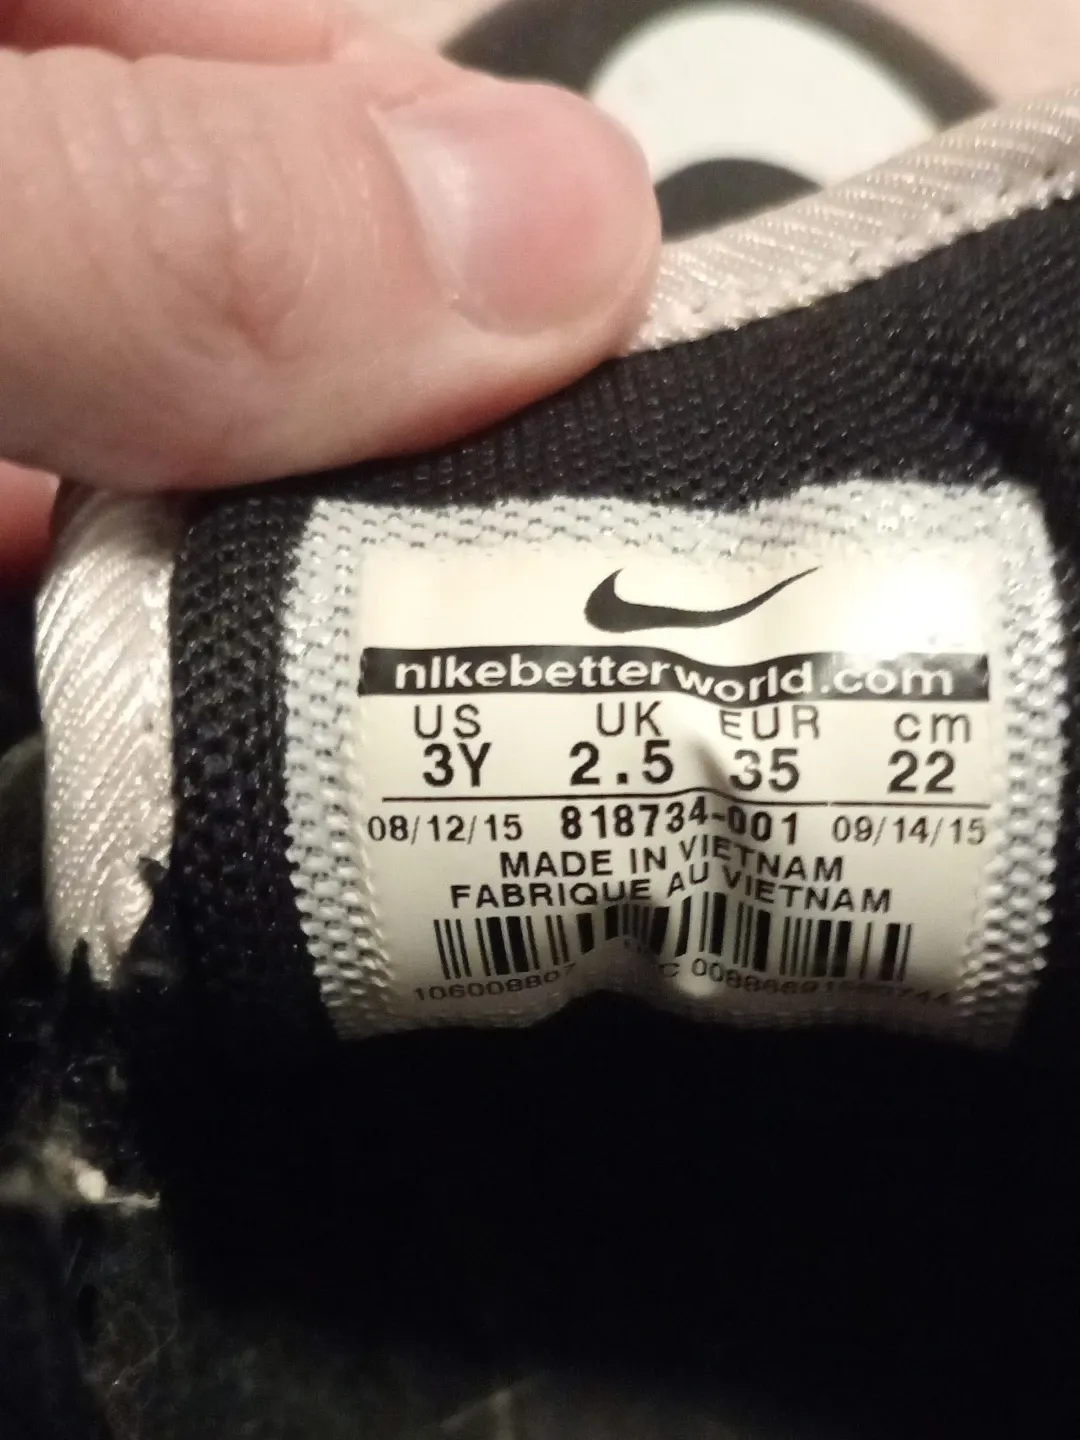 nikebetterworld.com
US UK EUR cm
3Y 2.5 35 22
08/12/15 818734-001 09/14/15
MADE IN VIETNAM
FABRIQUE AU VIETNAM